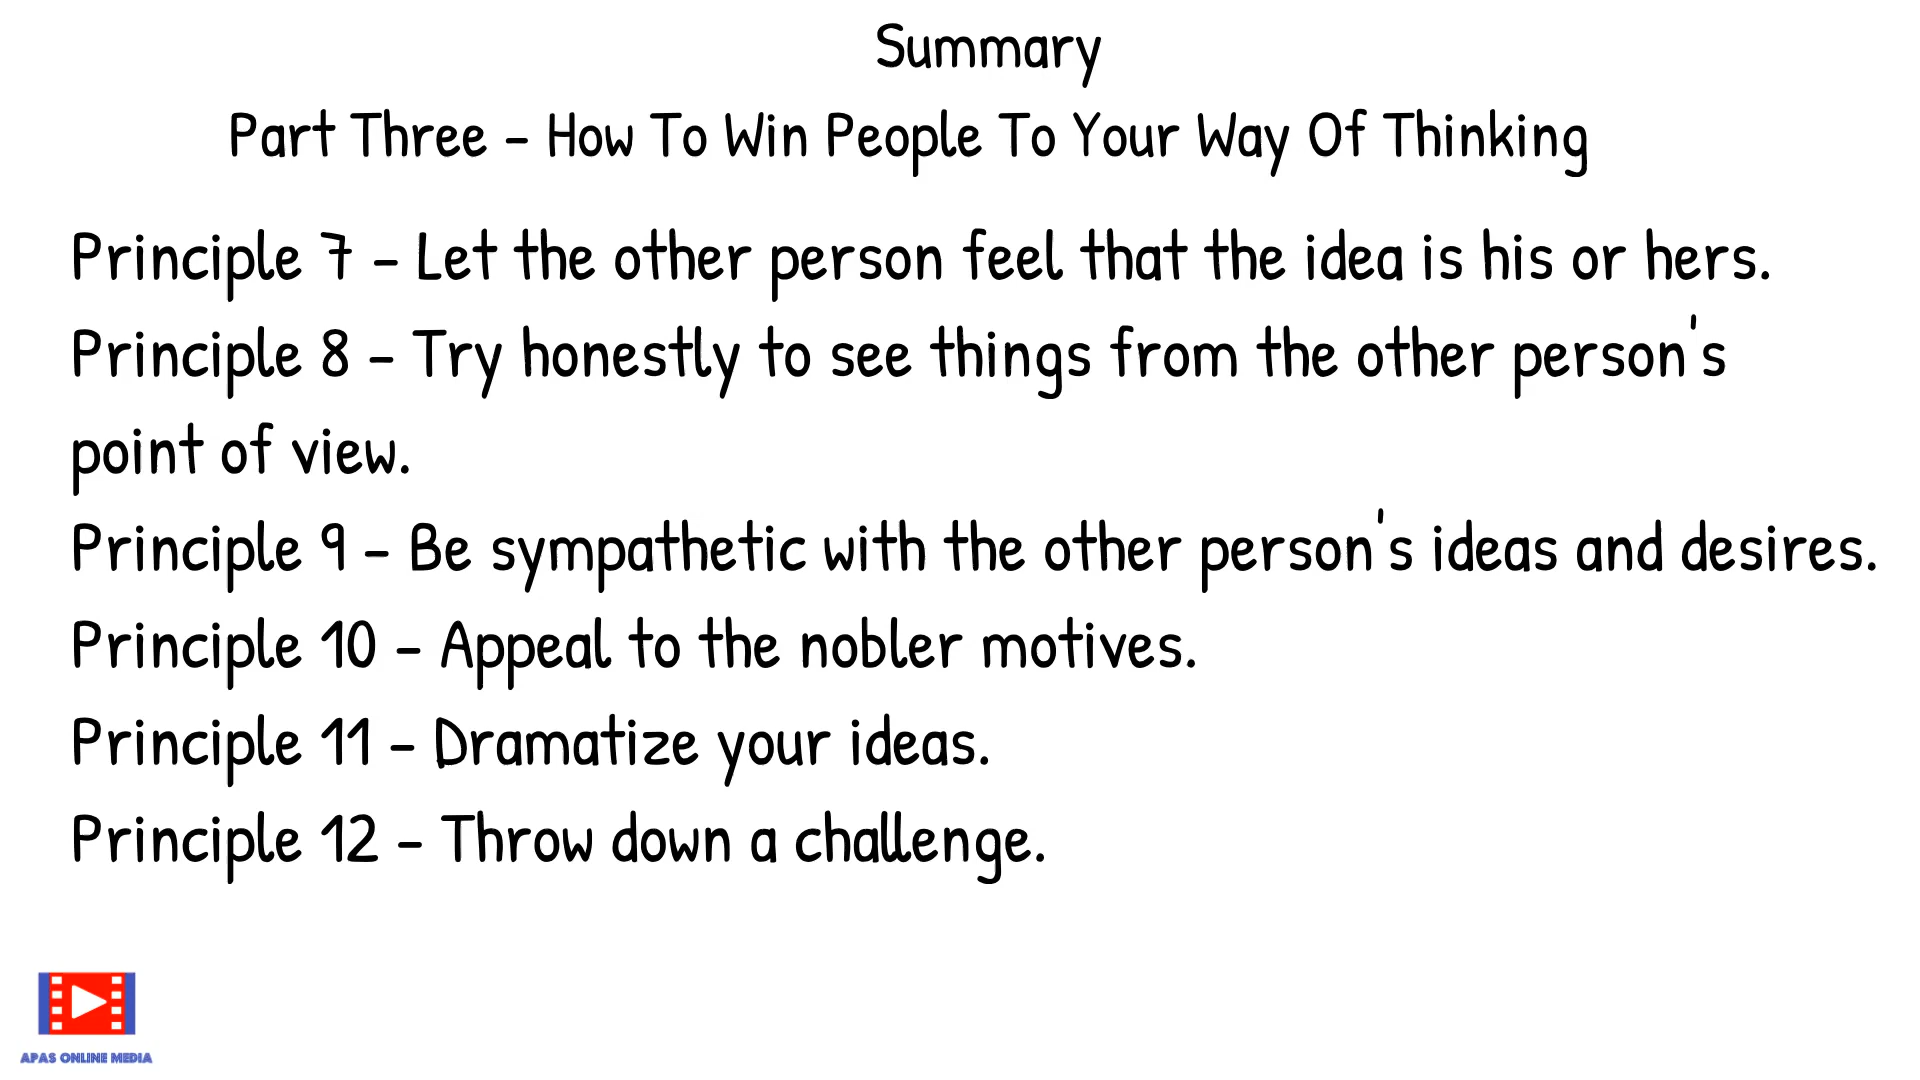 Summary
Part Three - How To Win People To Your Way Of Thinking
Principle 7 - Let the other person feel that the idea is his or hers.
Principle 8 - Try honestly to see things from the other person's
point of view.
Principle 9 - Be sympathetic with the other person's ideas and desires.
Principle 10 - Appeal to the nobler motives.
Principle 11 - Dramatize your ideas.
Principle 12 - Throw down a challenge.
APAS ONLINE MEDIA